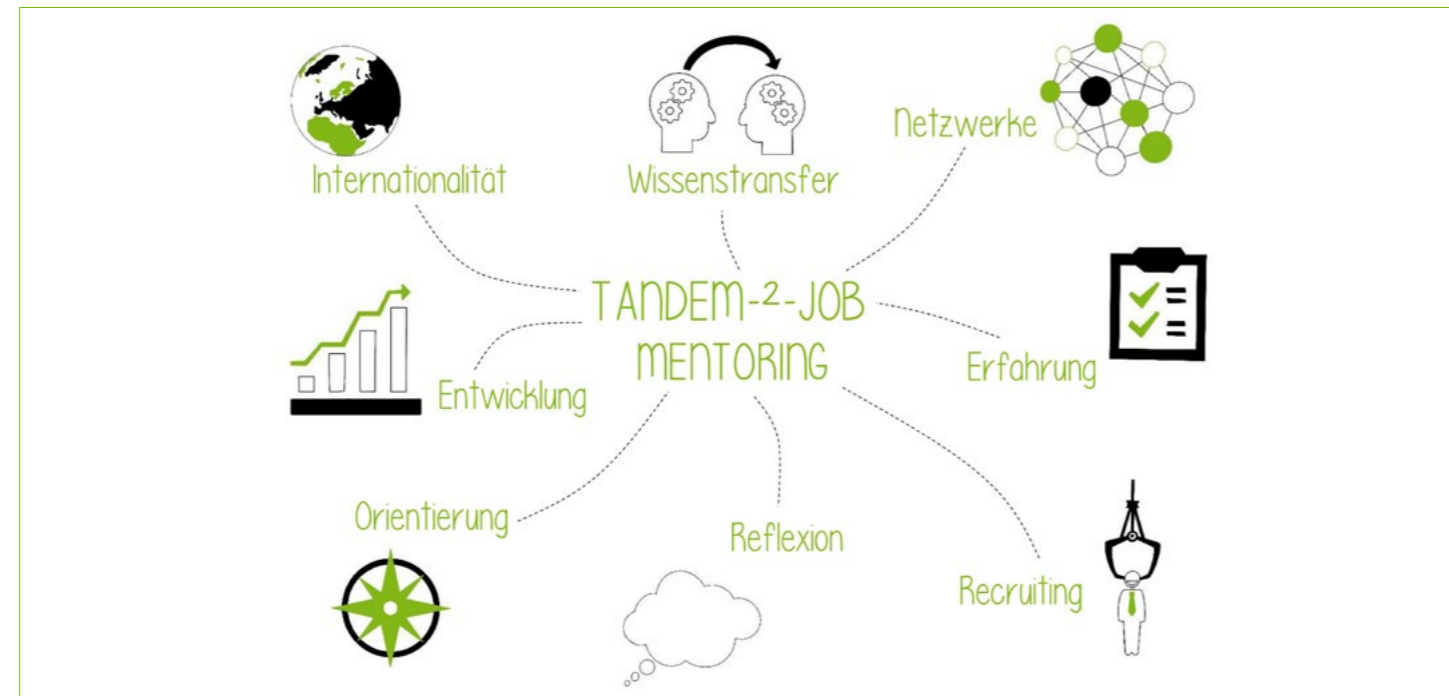 Internationalität
Wissenstransfer
Netzwerke
TANDEM-2-JOB
MENTORING
Entwicklung
Erfahrung
Orientierung
Reflexion
Recruiting